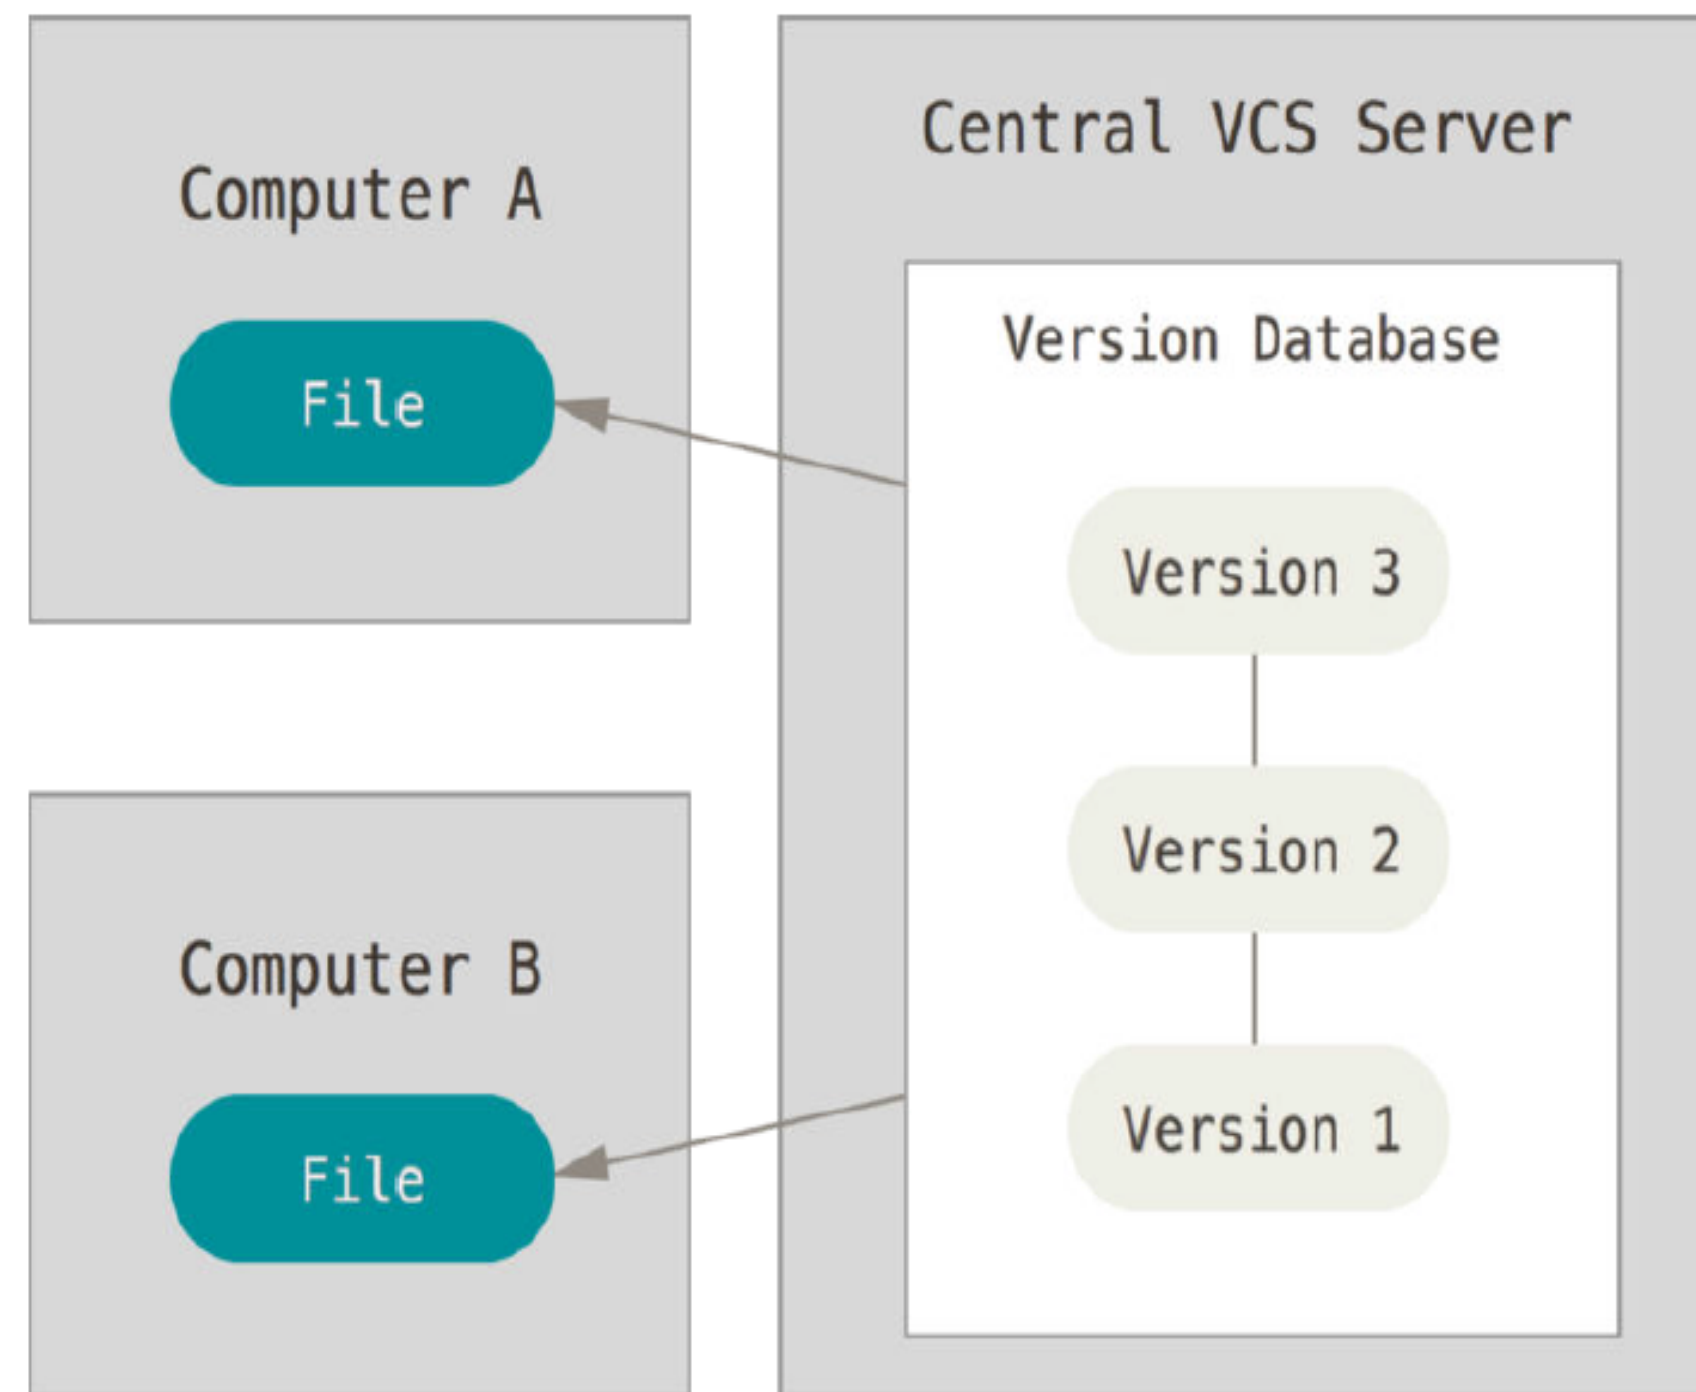 Computer A
File
Computer B
File
Central VCS Server
Version Database
Version 3
Version 2
Version 1